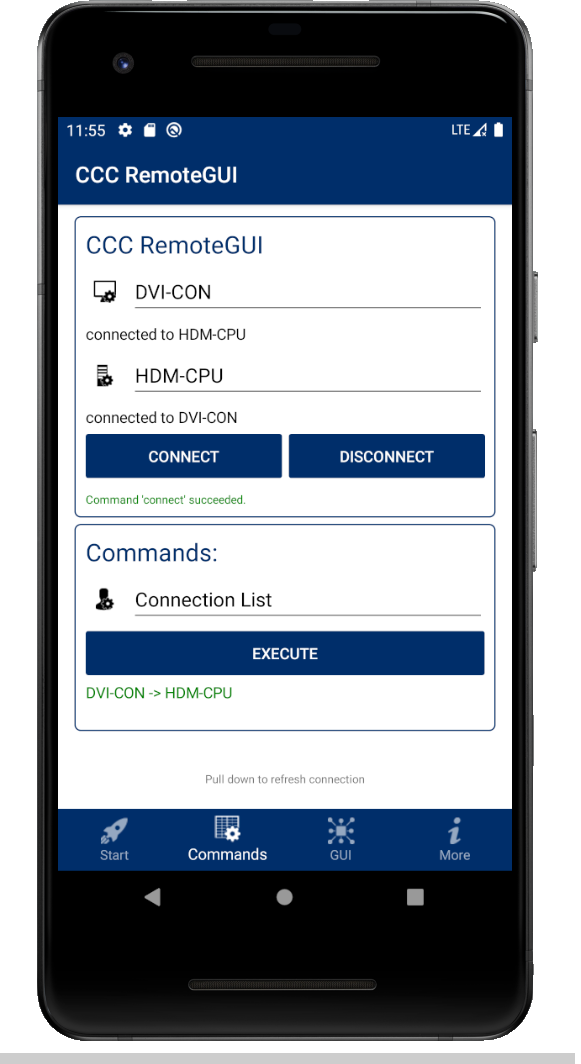 11:55 LTE
CCC RemoteGUI
CCC RemoteGUI
DVI-CON
connected to HDM-CPU
HDM-CPU
connected to DVI-CON
CONNECT DISCONNECT
Command 'connect' succeeded.
Commands:
Connection List
EXECUTE
DVI-CON -> HDM-CPU
Pull down to refresh connection
Start Commands GUI More